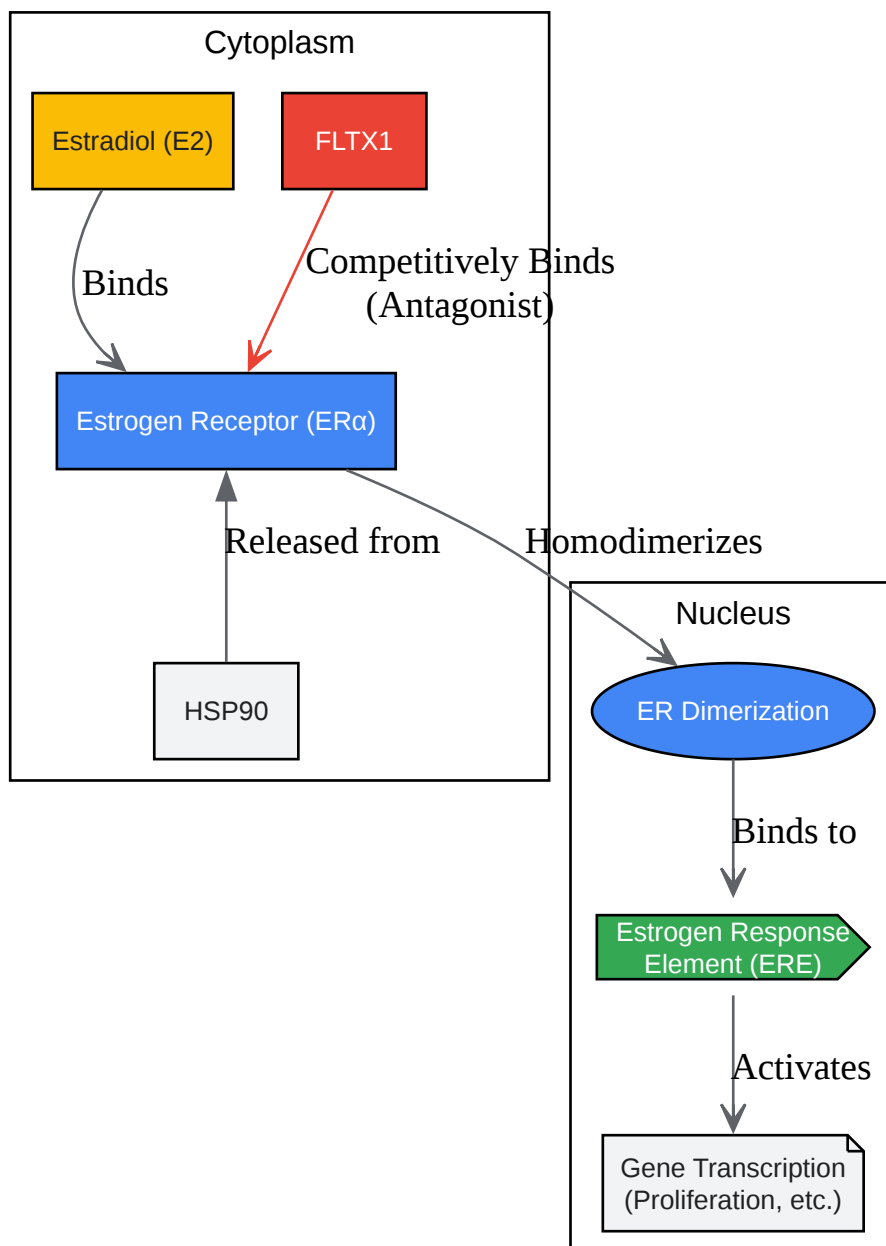 Cytoplasm
Estradiol (E2)
FLTX1
Binds
Competitively Binds
(Antagonist)
Estrogen Receptor (ERα)
Released from
Homodimerizes
HSP90
Nucleus
ER Dimerization
Binds to
Estrogen Response
Element (ERE)
Activates
Gene Transcription
(Proliferation, etc.)